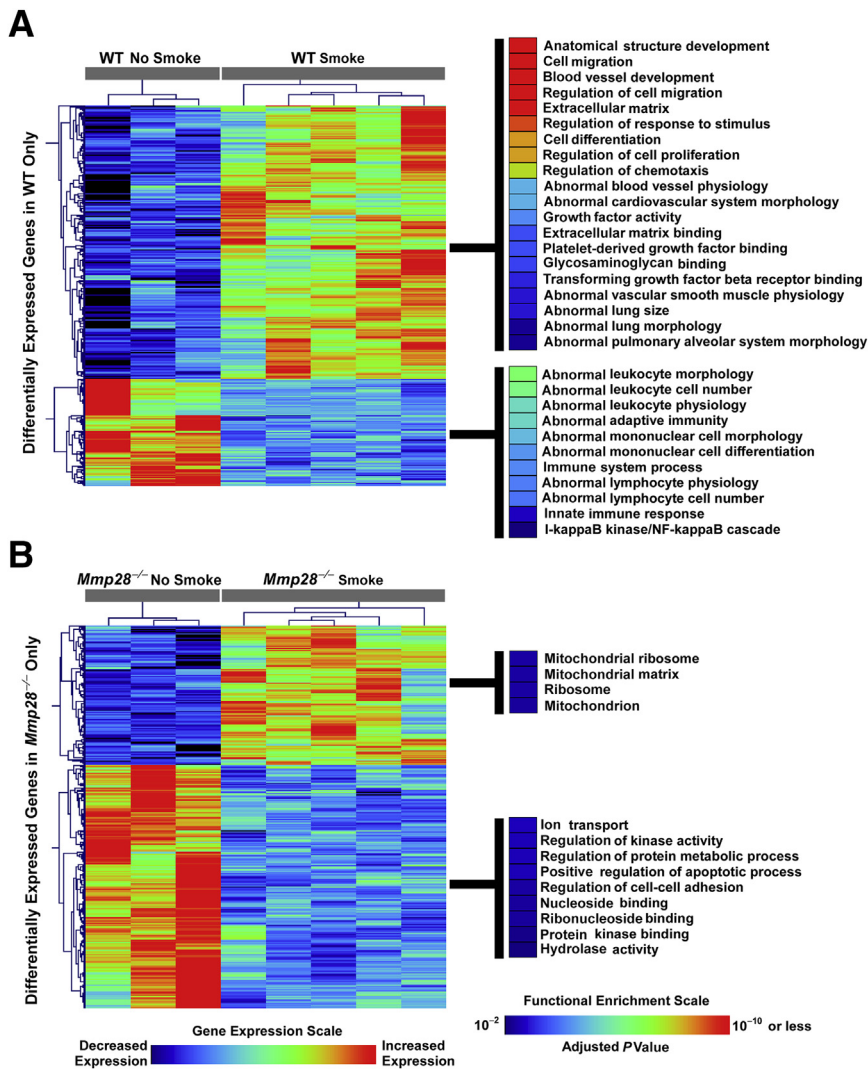 A
WT No Smoke
WT Smoke
Differentially Expressed Genes in WT Only
Anatomical structure development
Cell migration
Blood vessel development
Regulation of cell migration
Extracellular matrix
Regulation of response to stimulus
Cell differentiation
Regulation of cell proliferation
Regulation of chemotaxis
Abnormal blood vessel physiology
Abnormal cardiovascular system morphology
Growth factor activity
Extracellular matrix binding
Platelet-derived growth factor binding
Glycosaminoglycan binding
Transforming growth factor beta receptor binding
Abnormal vascular smooth muscle physiology
Abnormal lung size
Abnormal lung morphology
Abnormal pulmonary alveolar system morphology
Abnormal leukocyte morphology
Abnormal leukocyte cell number
Abnormal leukocyte physiology
Abnormal adaptive immunity
Abnormal mononuclear cell morphology
Abnormal mononuclear cell differentiation
Immune system process
Abnormal lymphocyte physiology
Abnormal lymphocyte cell number
Innate immune response
I-kappaB kinase/NF-kappaB cascade
B
Mmp28−/− No Smoke
Mmp28−/− Smoke
Differentially Expressed Genes in Mmp28−/− Only
Mitochondrial ribosome
Mitochondrial matrix
Ribosome
Mitochondrion
Ion transport
Regulation of kinase activity
Regulation of protein metabolic process
Positive regulation of apoptotic process
Regulation of cell-cell adhesion
Nucleoside binding
Ribonucleoside binding
Protein kinase binding
Hydrolase activity
Gene Expression Scale
Decreased Expression
Increased Expression
Functional Enrichment Scale
10−2
10−10 or less
Adjusted P Value